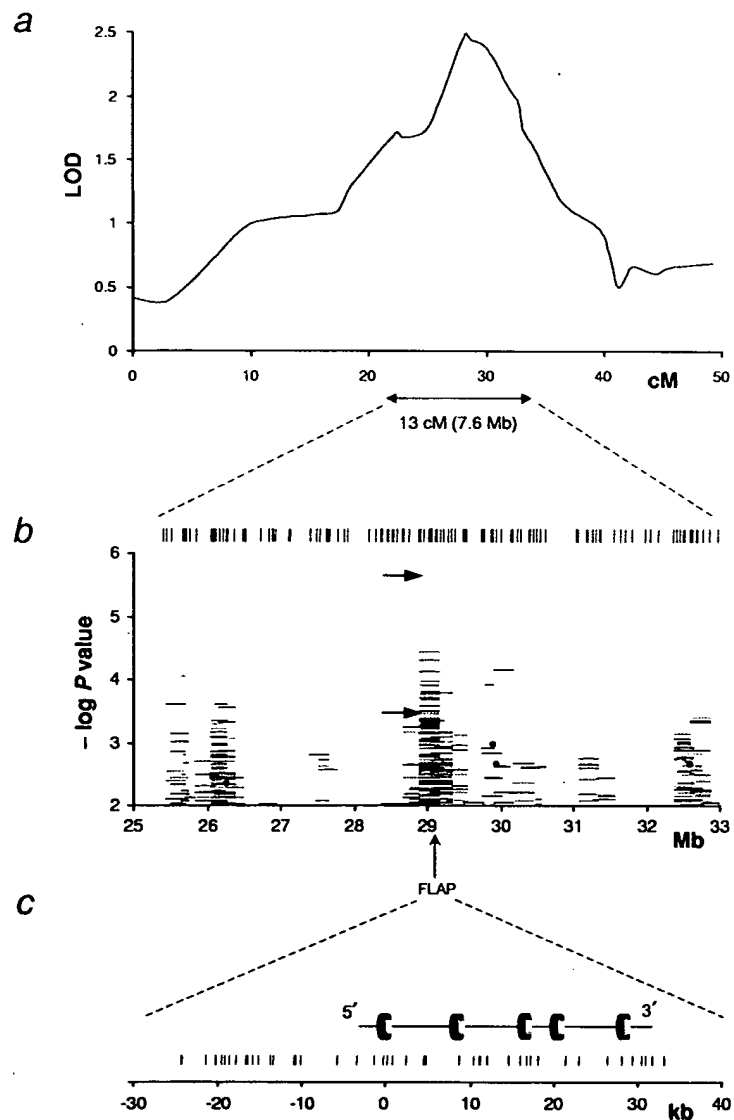 a
2.5
2
1.5
1
0.5
0
LOD
0 10 20 30 40 50
cM
13 cM (7.6 Mb)
b
6
5
4
3
2
– log P value
25 26 27 28 29 30 31 32 33
Mb
FLAP
c
5′ 3′
-30 -20 -10 0 10 20 30 40
kb